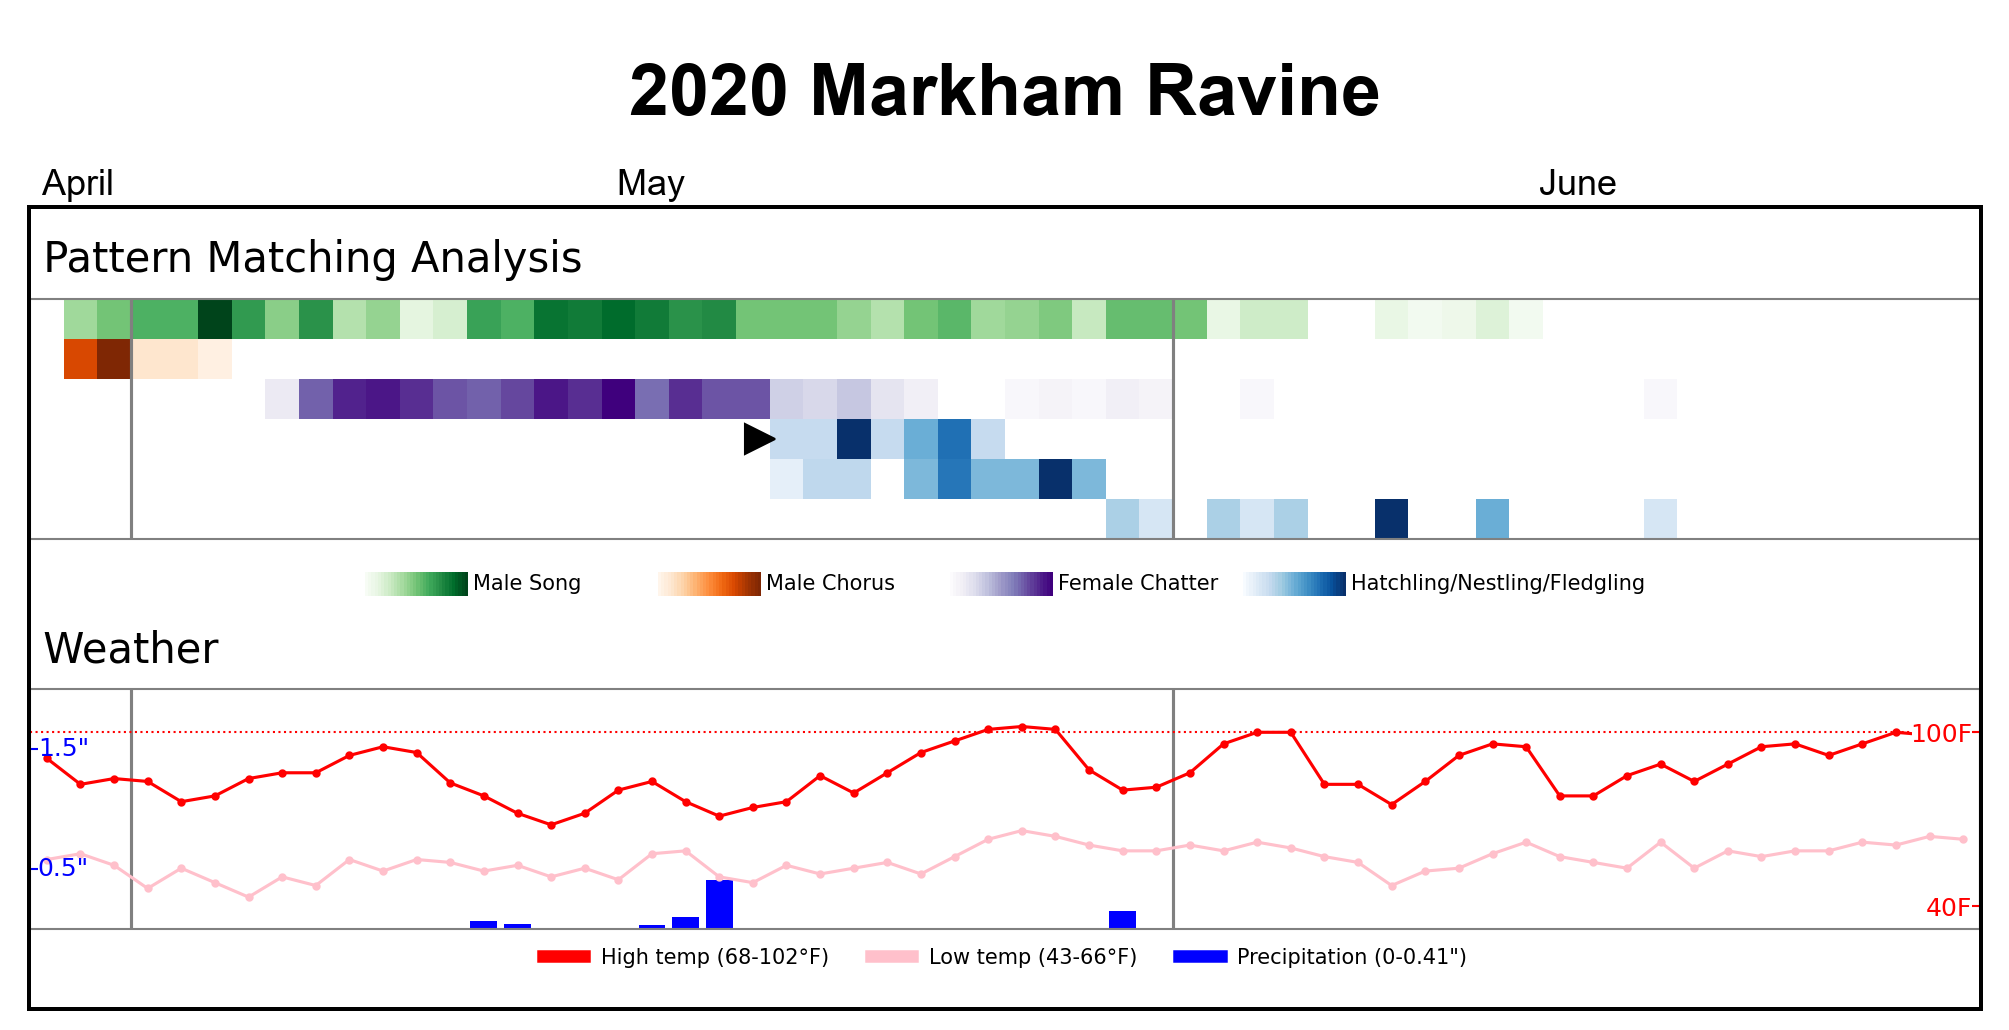 2020 Markham Ravine
April May June
Pattern Matching Analysis
Male Song Male Chorus Female Chatter Hatchling/Nestling/Fledgling
Weather
1.5" 100F
0.5" 40F
High temp (68-102°F) Low temp (43-66°F) Precipitation (0-0.41")